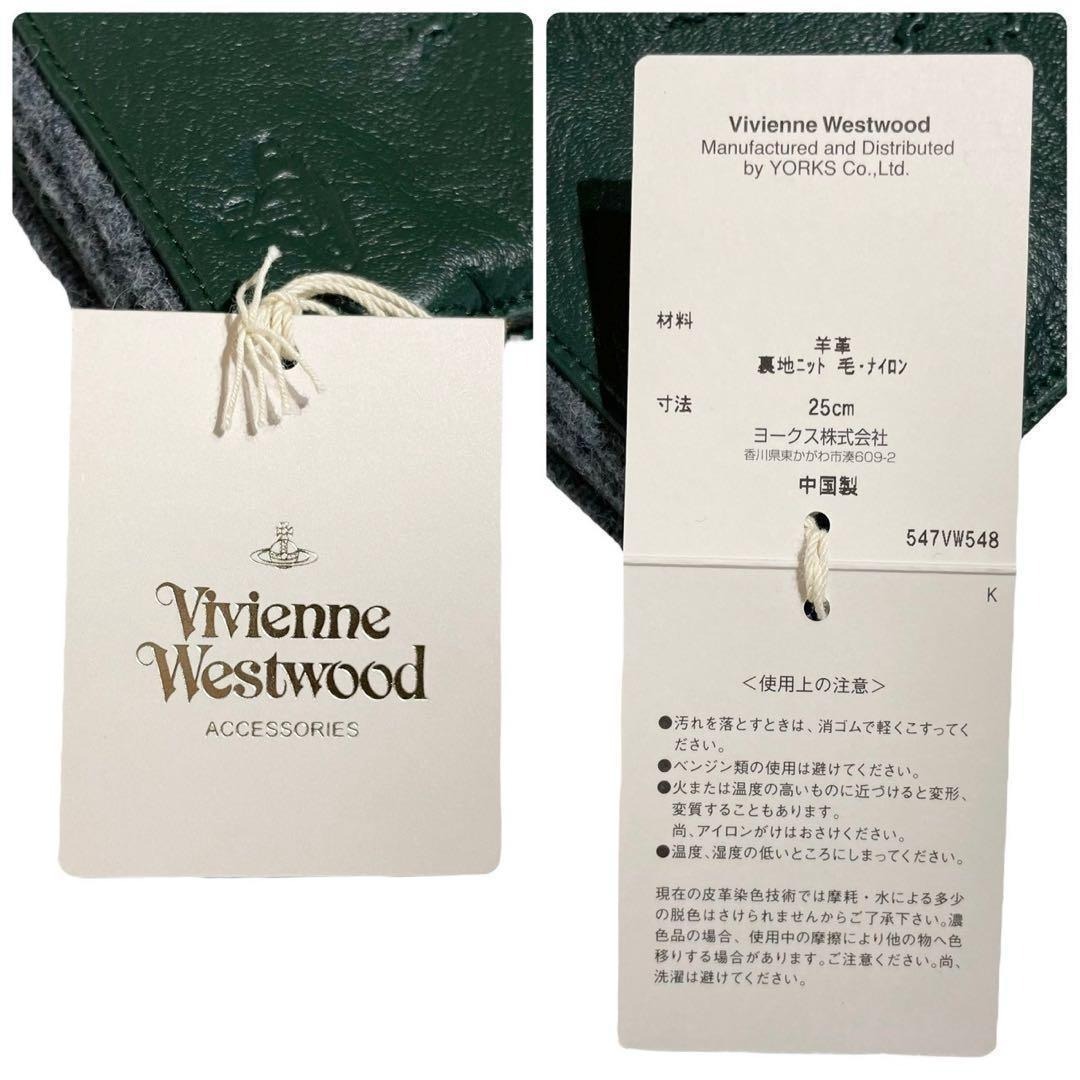 Vivienne
Westwood
ACCESSORIES
Vivienne Westwood
Manufactured and Distributed
by YORKS Co.,Ltd.
材料
羊革
裏地ニット 毛・ナイロン
寸法 25cm
ヨークス株式会社
香川県東かがわ市湊609-2
中国製
547VW548
K
＜使用上の注意＞
●汚れを落とすときは、消ゴムで軽くこすってく
ださい。
●ベンジン類の使用は避けてください。
●火または温度の高いものに近づけると変形、
変質することもあります。
尚、アイロンがけはおさけください。
●温度、湿度の低いところにしまってください。
現在の皮革染色技術では摩耗・水による多少
の脱色はさけられませんからご了承下さい。濃
色品の場合、使用中の摩擦により他の物へ色
移りする場合があります。ご注意ください。尚、
洗濯は避けてください。